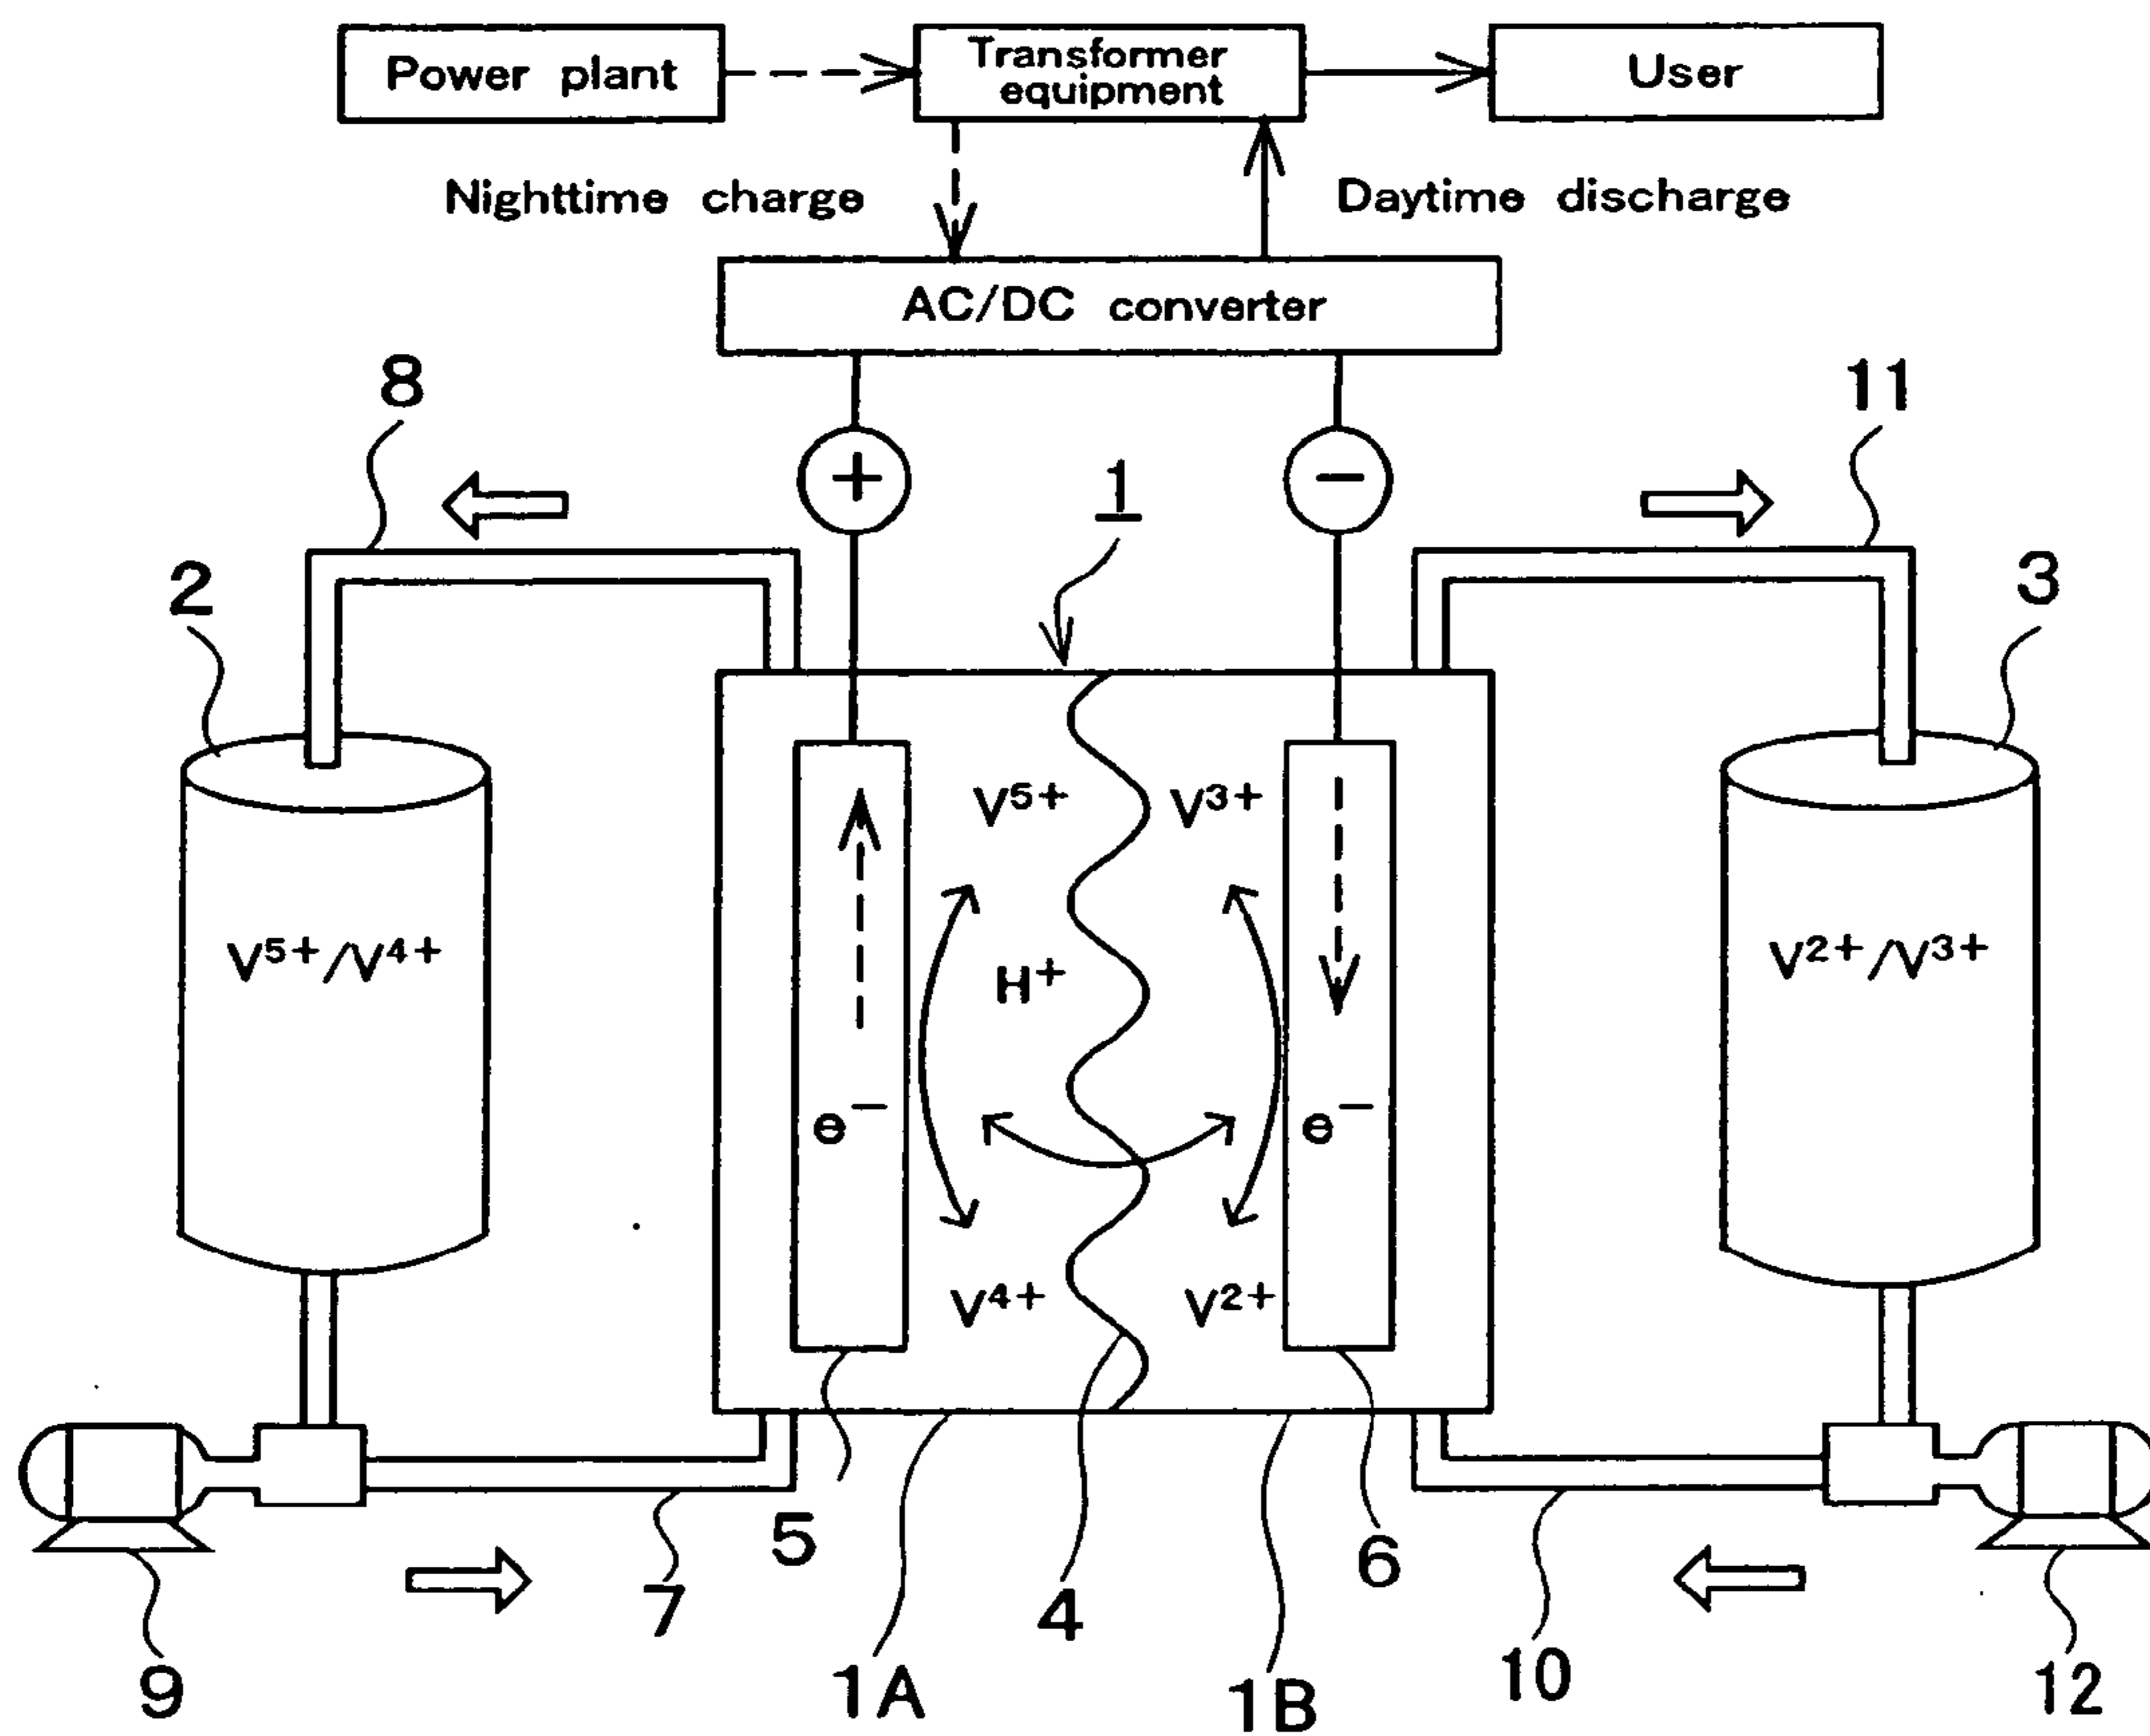 Power plant
Transformer
equipment
User
Nighttime charge
Daytime discharge
AC/DC converter
8
11
+
−
1
2
3
V⁵⁺
V³⁺
V⁵⁺/V⁴⁺
H⁺
V²⁺/V³⁺
e⁻
e⁻
V⁴⁺
V²⁺
5
6
7
4
9
1A
1B
10
12